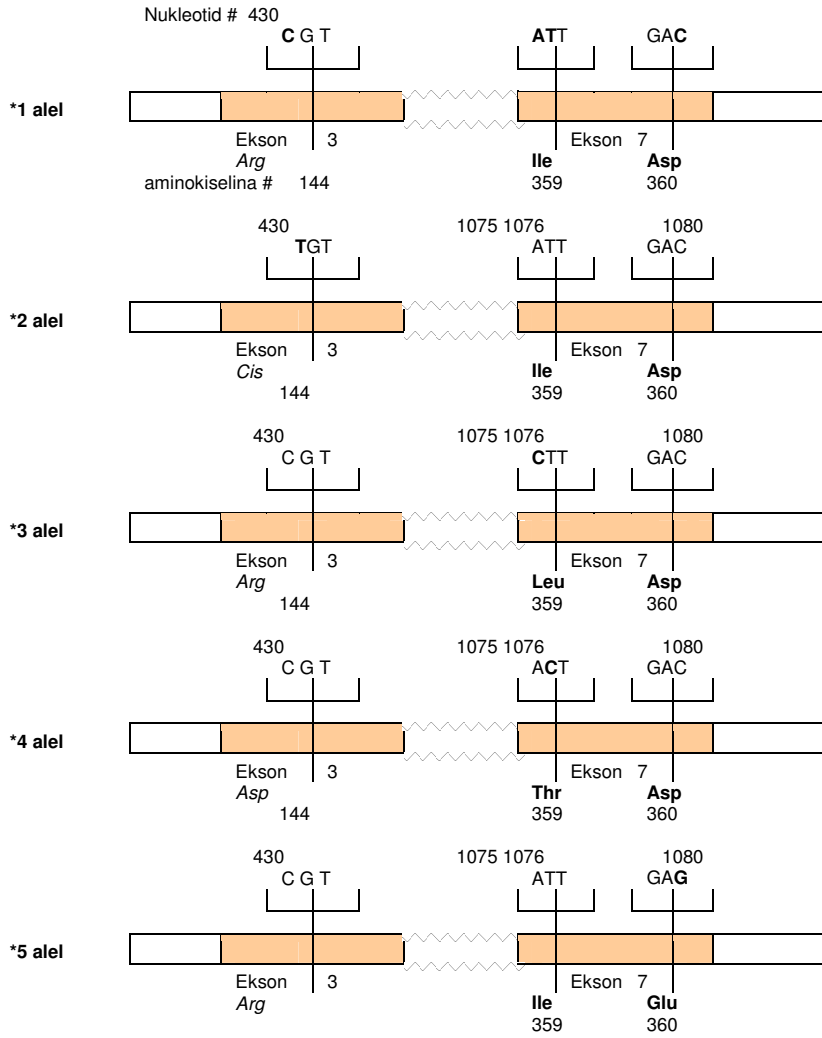 Nukleotid # 430
C G T ATT GAC
*1 alel
Ekson 3 Ekson 7
Arg Ile Asp
aminokiselina # 144 359 360
430 1075 1076 1080
TGT ATT GAC
*2 alel
Ekson 3 Ekson 7
Cis Ile Asp
144 359 360
430 1075 1076 1080
C G T CTT GAC
*3 alel
Ekson 3 Ekson 7
Arg Leu Asp
144 359 360
430 1075 1076 1080
C G T ACT GAC
*4 alel
Ekson 3 Ekson 7
Asp Thr Asp
144 359 360
430 1075 1076 1080
C G T ATT GAG
*5 alel
Ekson 3 Ekson 7
Arg Ile Glu
359 360